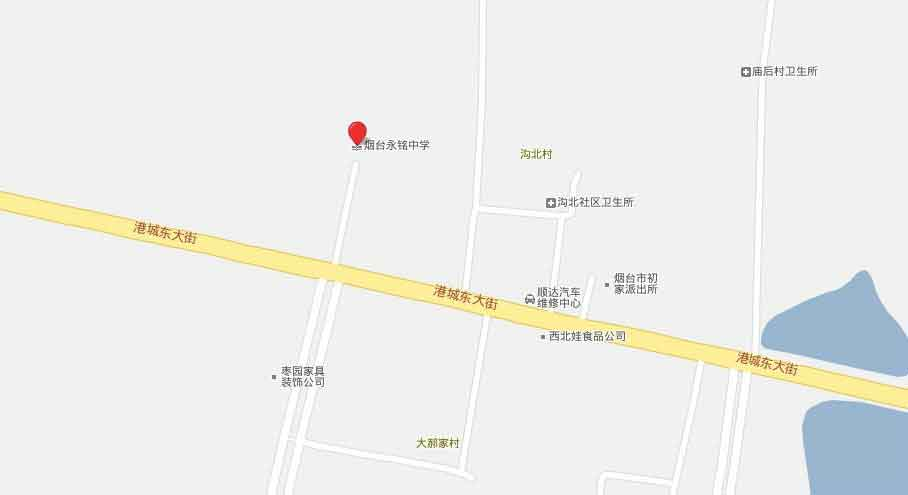 庙后村卫生所
烟台永铭中学
沟北村
沟北社区卫生所
港城东大街
烟台市初
家派出所
顺达汽车
维修中心
港城东大街
西北娃食品公司
港城东大街
枣园家具
装饰公司
大郝家村